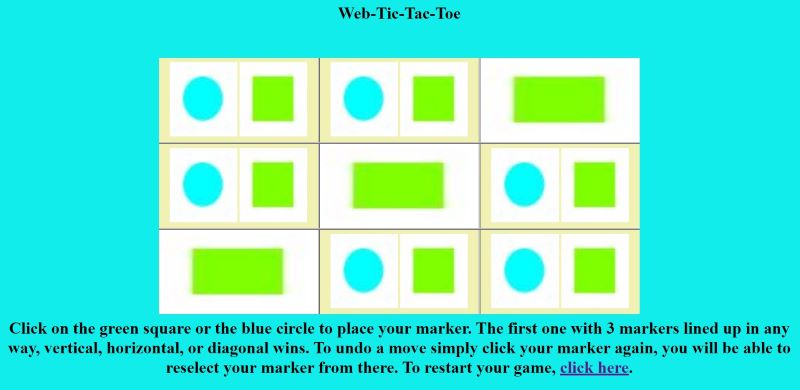 Web-Tic-Tac-Toe
Click on the green square or the blue circle to place your marker. The first one with 3 markers lined up in any
way, vertical, horizontal, or diagonal wins. To undo a move simply click your marker again, you will be able to
reselect your marker from there. To restart your game, click here.